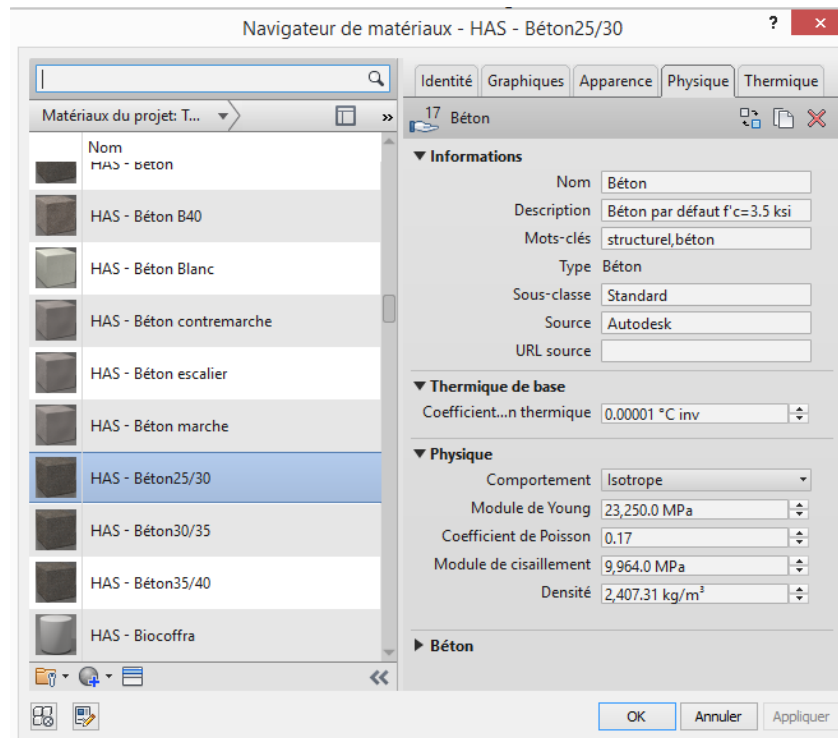 Navigateur de matériaux - HAS - Béton25/30
?
Matériaux du projet: T...
»
Nom
HAS - Béton
HAS - Béton B40
HAS - Béton Blanc
HAS - Béton contremarche
HAS - Béton escalier
HAS - Béton marche
HAS - Béton25/30
HAS - Béton30/35
HAS - Béton35/40
HAS - Biocoffra
Identité Graphiques Apparence Physique Thermique
17 Béton
Informations
Nom Béton
Description Béton par défaut f'c=3.5 ksi
Mots-clés structurel,béton
Type Béton
Sous-classe Standard
Source Autodesk
URL source
Thermique de base
Coefficient...n thermique 0.00001 °C inv
Physique
Comportement Isotrope
Module de Young 23,250.0 MPa
Coefficient de Poisson 0.17
Module de cisaillement 9,964.0 MPa
Densité 2,407.31 kg/m³
Béton
OK Annuler Appliquer